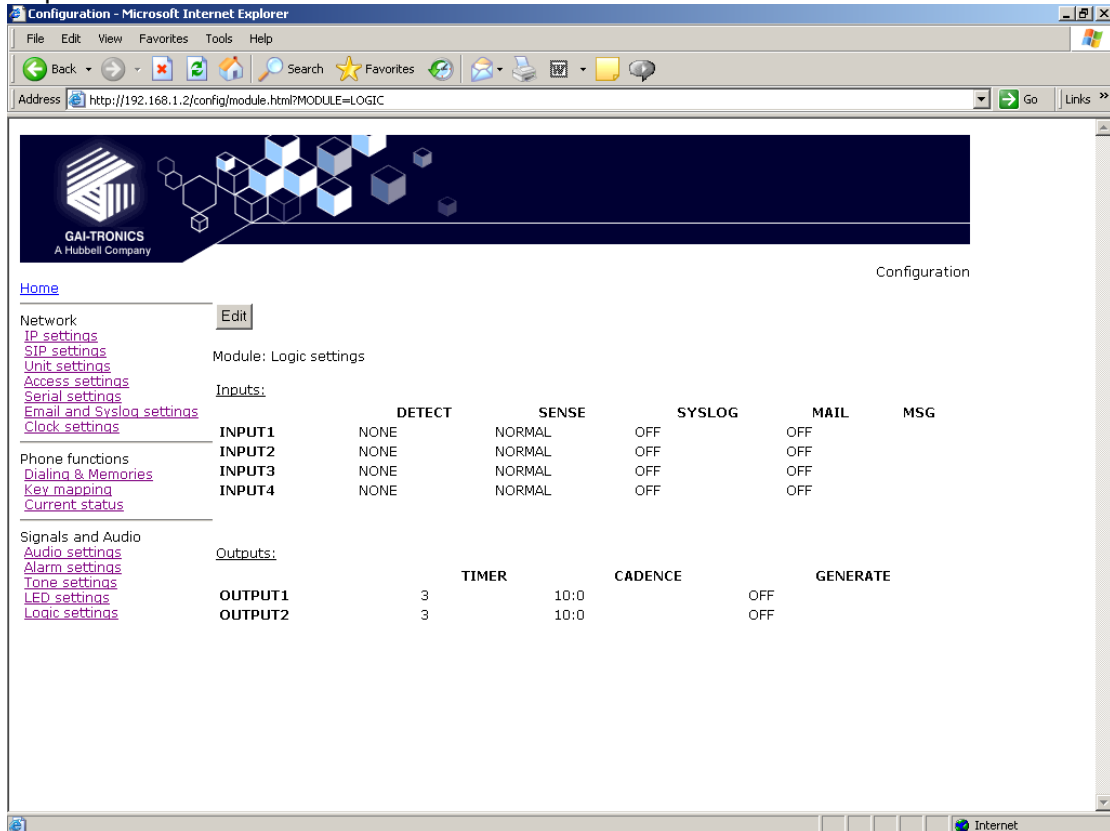 Configuration - Microsoft Internet Explorer
File Edit View Favorites Tools Help
Back Search Favorites
Address http://192.168.1.2/config/module.html?MODULE=LOGIC Go Links »
GAI-TRONICS
A Hubbell Company
Configuration
Home
Edit
Network
IP settings
SIP settings
Unit settings
Access settings
Serial settings
Email and Syslog settings
Clock settings
Phone functions
Dialing & Memories
Key mapping
Current status
Signals and Audio
Audio settings
Alarm settings
Tone settings
LED settings
Logic settings
Module: Logic settings
Inputs:
DETECT SENSE SYSLOG MAIL MSG
INPUT1 NONE NORMAL OFF OFF
INPUT2 NONE NORMAL OFF OFF
INPUT3 NONE NORMAL OFF OFF
INPUT4 NONE NORMAL OFF OFF
Outputs:
TIMER CADENCE GENERATE
OUTPUT1 3 10:0 OFF
OUTPUT2 3 10:0 OFF
Internet